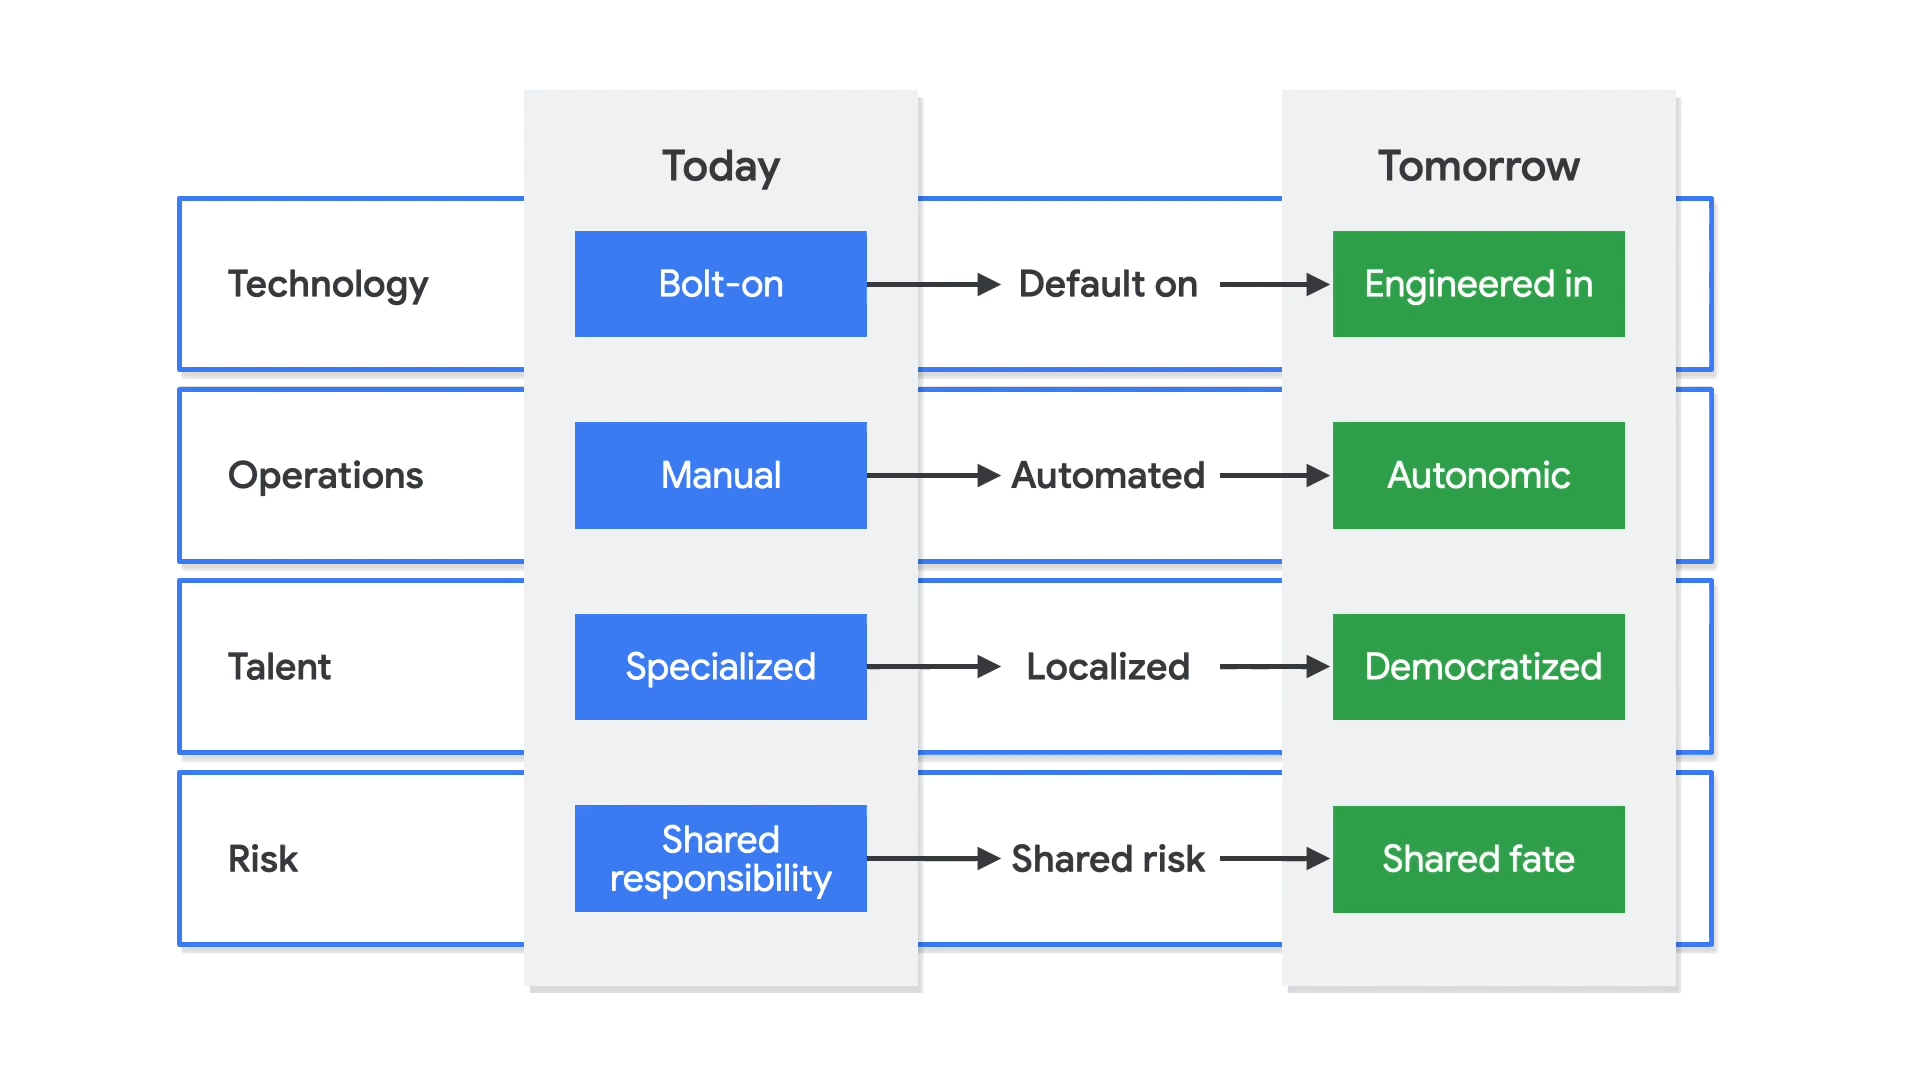 Today
Tomorrow
Technology
Bolt-on
Default on
Engineered in
Operations
Manual
Automated
Autonomic
Talent
Specialized
Localized
Democratized
Risk
Shared
responsibility
Shared risk
Shared fate